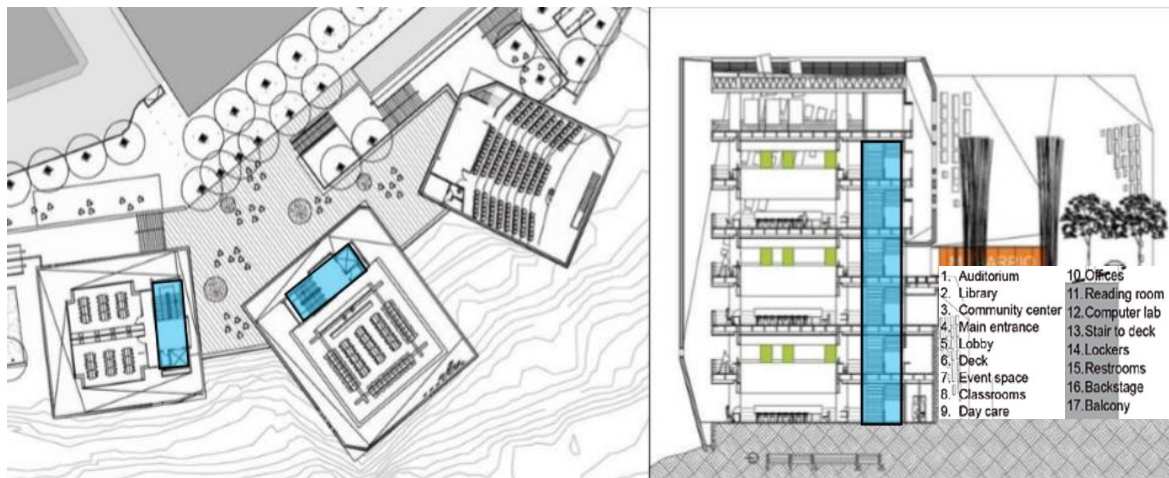 1. Auditorium
2. Library
3. Community center
4. Main entrance
5. Lobby
6. Deck
7. Event space
8. Classrooms
9. Day care
10. Offices
11. Reading room
12. Computer lab
13. Stair to deck
14. Lockers
15. Restrooms
16. Backstage
17. Balcony